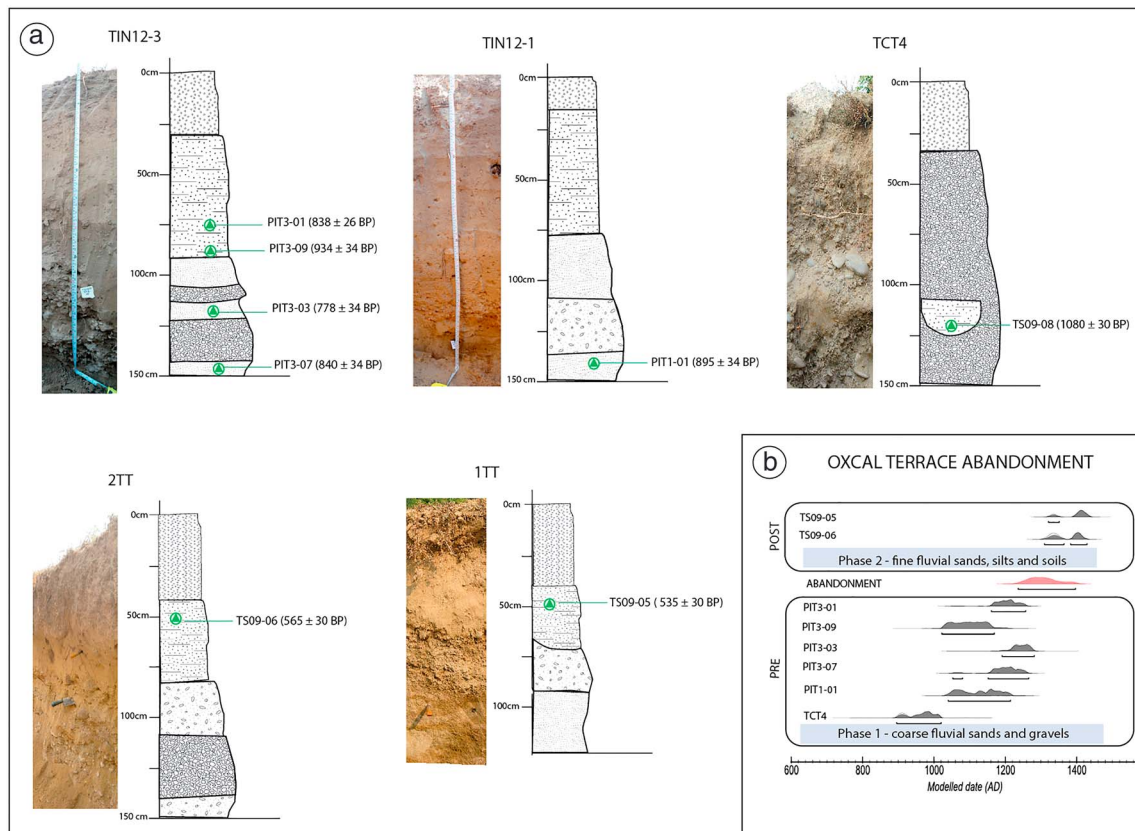 a
TIN12-3
0cm
50cm
100cm
150 cm
PIT3-01 (838 ± 26 BP)
PIT3-09 (934 ± 34 BP)
PIT3-03 (778 ± 34 BP)
PIT3-07 (840 ± 34 BP)
TIN12-1
0cm
50cm
100cm
150 cm
PIT1-01 (895 ± 34 BP)
TCT4
0cm
50cm
100cm
150 cm
TS09-08 (1080 ± 30 BP)
2TT
0cm
50cm
100cm
150 cm
TS09-06 (565 ± 30 BP)
1TT
0cm
50cm
100cm
TS09-05 ( 535 ± 30 BP)
b
OXCAL TERRACE ABANDONMENT
POST
TS09-05
TS09-06
Phase 2 - fine fluvial sands, silts and soils
ABANDONMENT
PRE
PIT3-01
PIT3-09
PIT3-03
PIT3-07
PIT1-01
TCT4
Phase 1 - coarse fluvial sands and gravels
600 800 1000 1200 1400
Modelled date (AD)